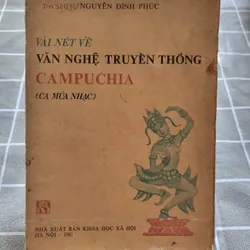 NGUYỄN ĐÌNH PHÚC
VÀI NÉT VỀ
VĂN NGHỆ TRUYỀN THỐNG
CAMPUCHIA
(CA MÚA NHẠC)
NHÀ XUẤT BẢN KHOA HỌC XÃ HỘI
HÀ NỘI -